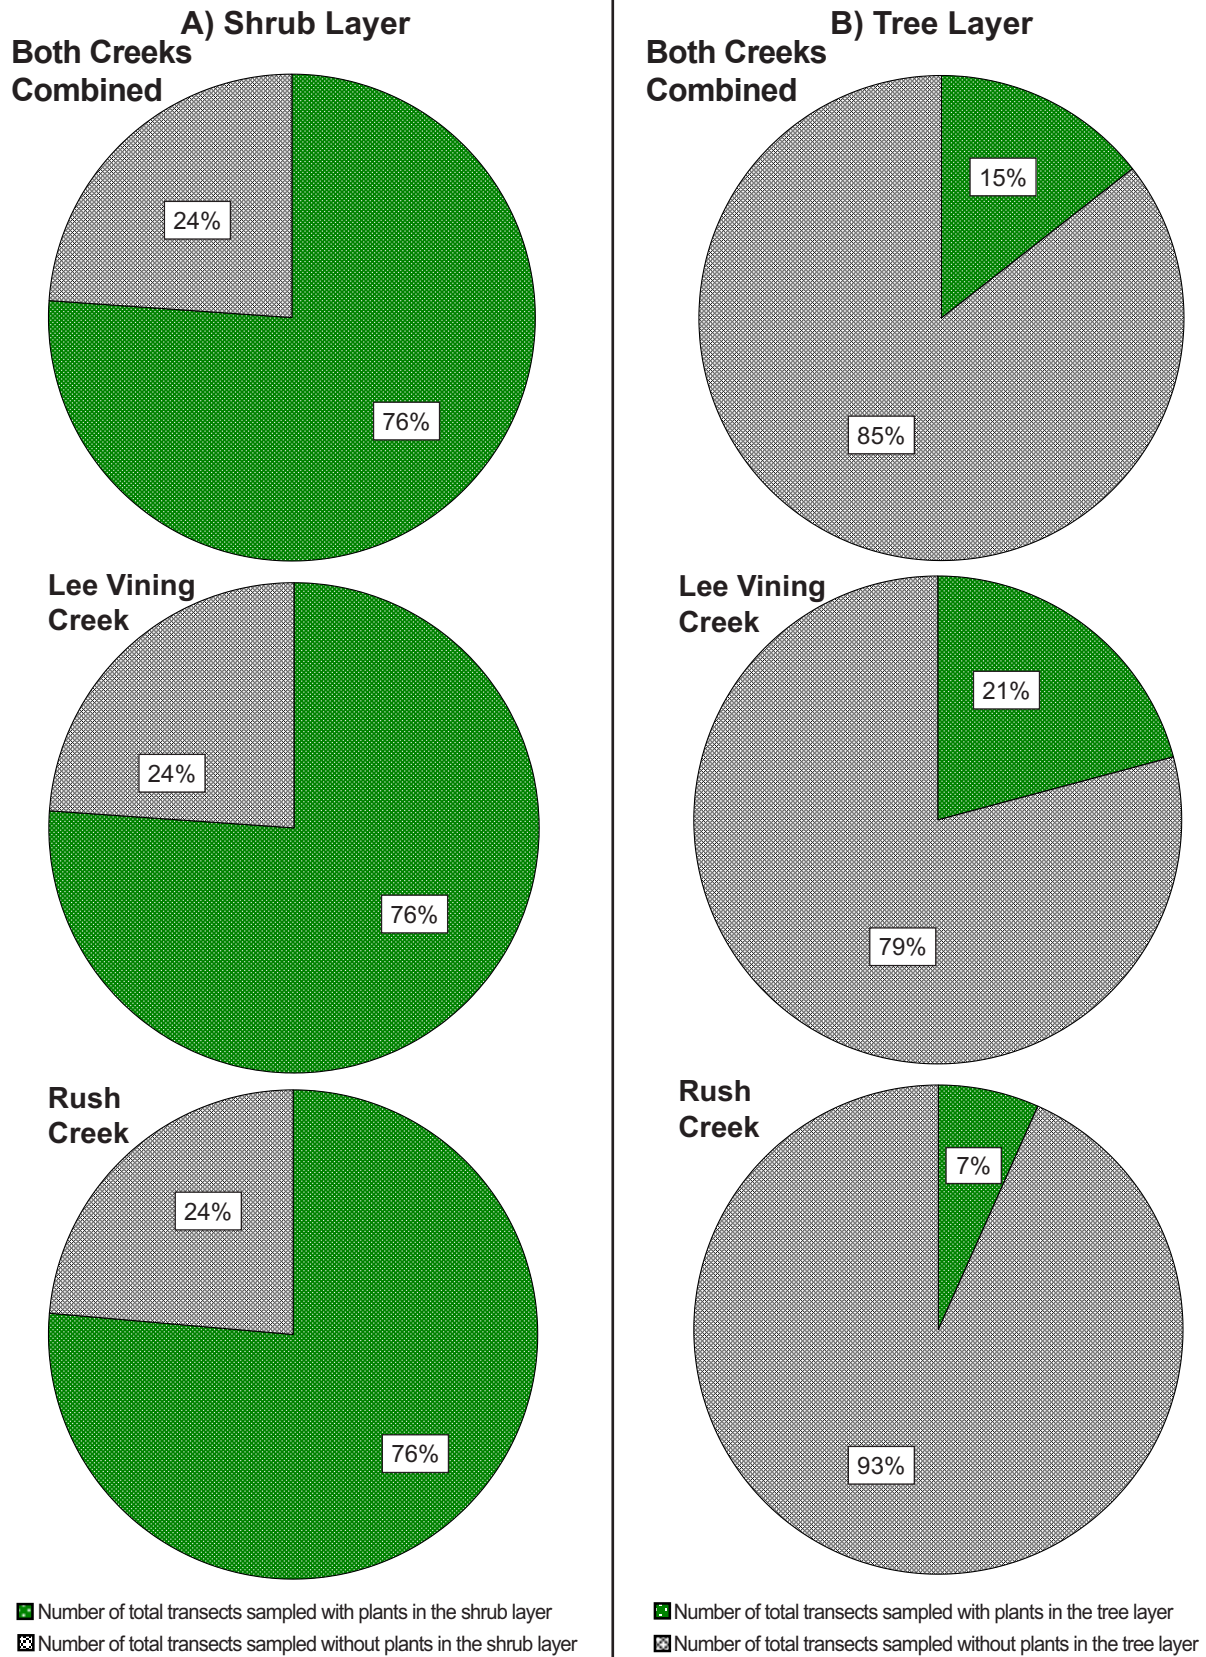 A) Shrub Layer
Both Creeks
Combined
24%
76%
Lee Vining
Creek
24%
76%
Rush
Creek
24%
76%
Number of total transects sampled with plants in the shrub layer
Number of total transects sampled without plants in the shrub layer
B) Tree Layer
Both Creeks
Combined
15%
85%
Lee Vining
Creek
21%
79%
Rush
Creek
7%
93%
Number of total transects sampled with plants in the tree layer
Number of total transects sampled without plants in the tree layer